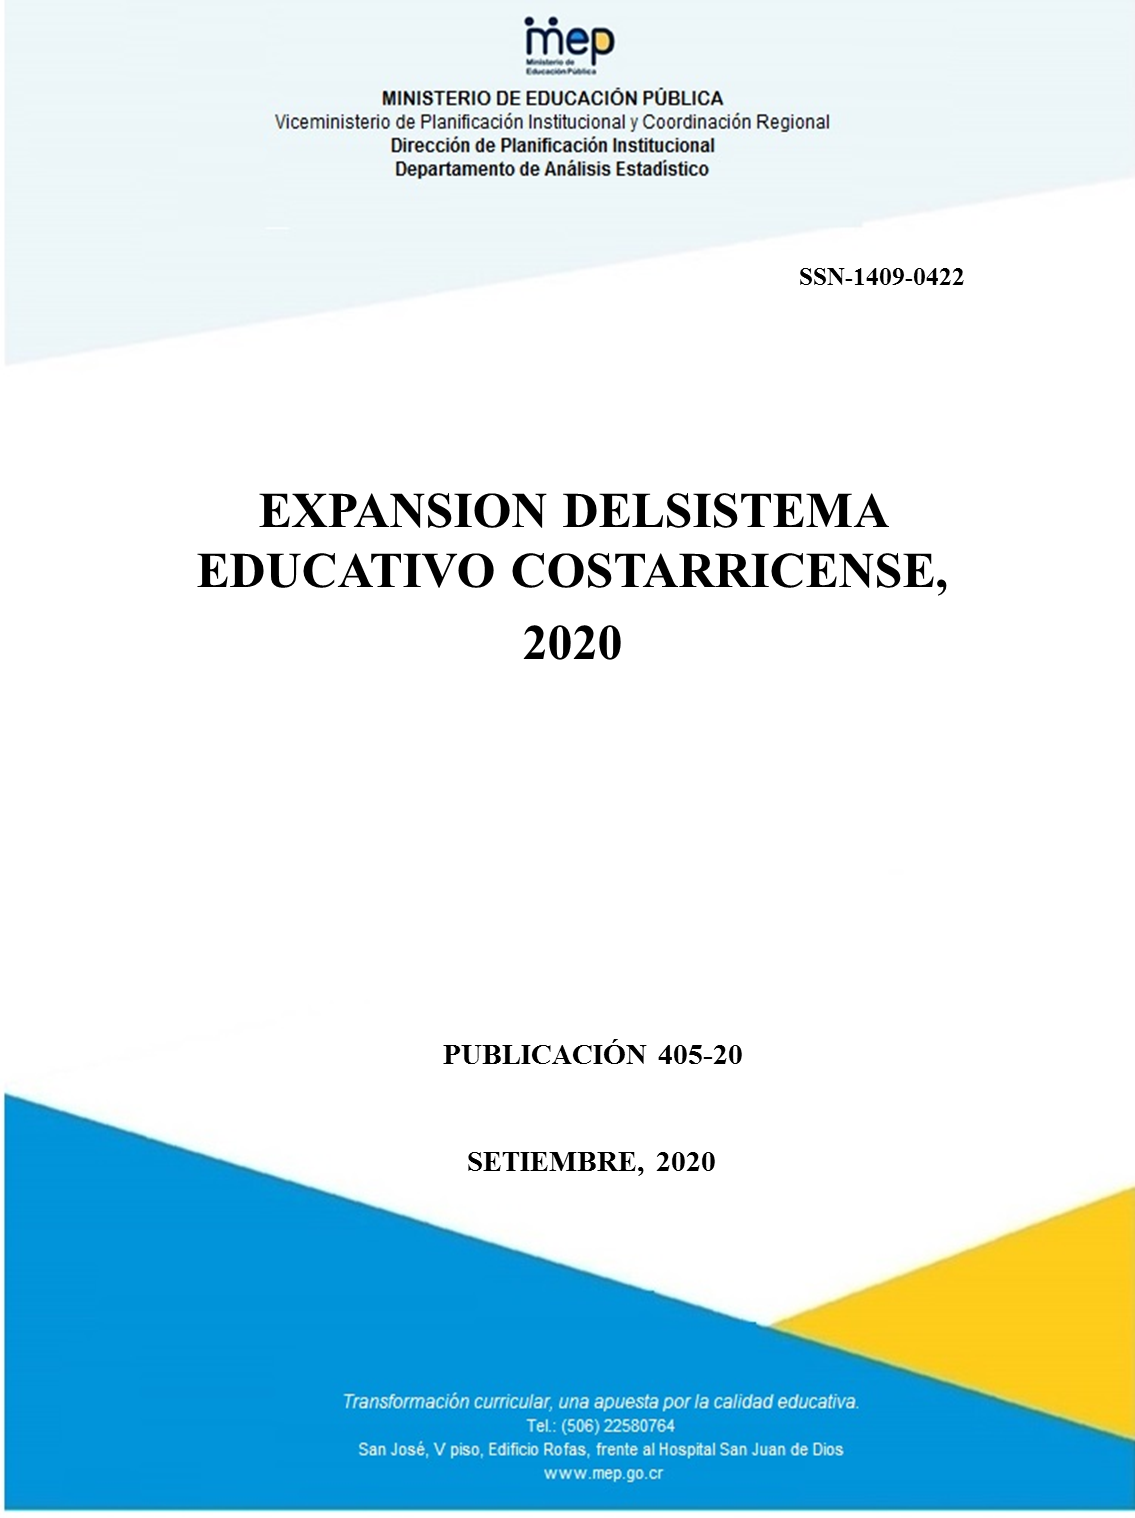 mep
Ministerio de
Educación Pública
MINISTERIO DE EDUCACIÓN PÚBLICA
Viceministerio de Planificación Institucional y Coordinación Regional
Dirección de Planificación Institucional
Departamento de Análisis Estadístico
SSN-1409-0422
EXPANSION DELSISTEMA
EDUCATIVO COSTARRICENSE,
2020
PUBLICACIÓN 405-20
SETIEMBRE, 2020
Transformación curricular, una apuesta por la calidad educativa.
Tel.: (506) 22580764
San José, V piso, Edificio Rofas, frente al Hospital San Juan de Dios
www.mep.go.cr